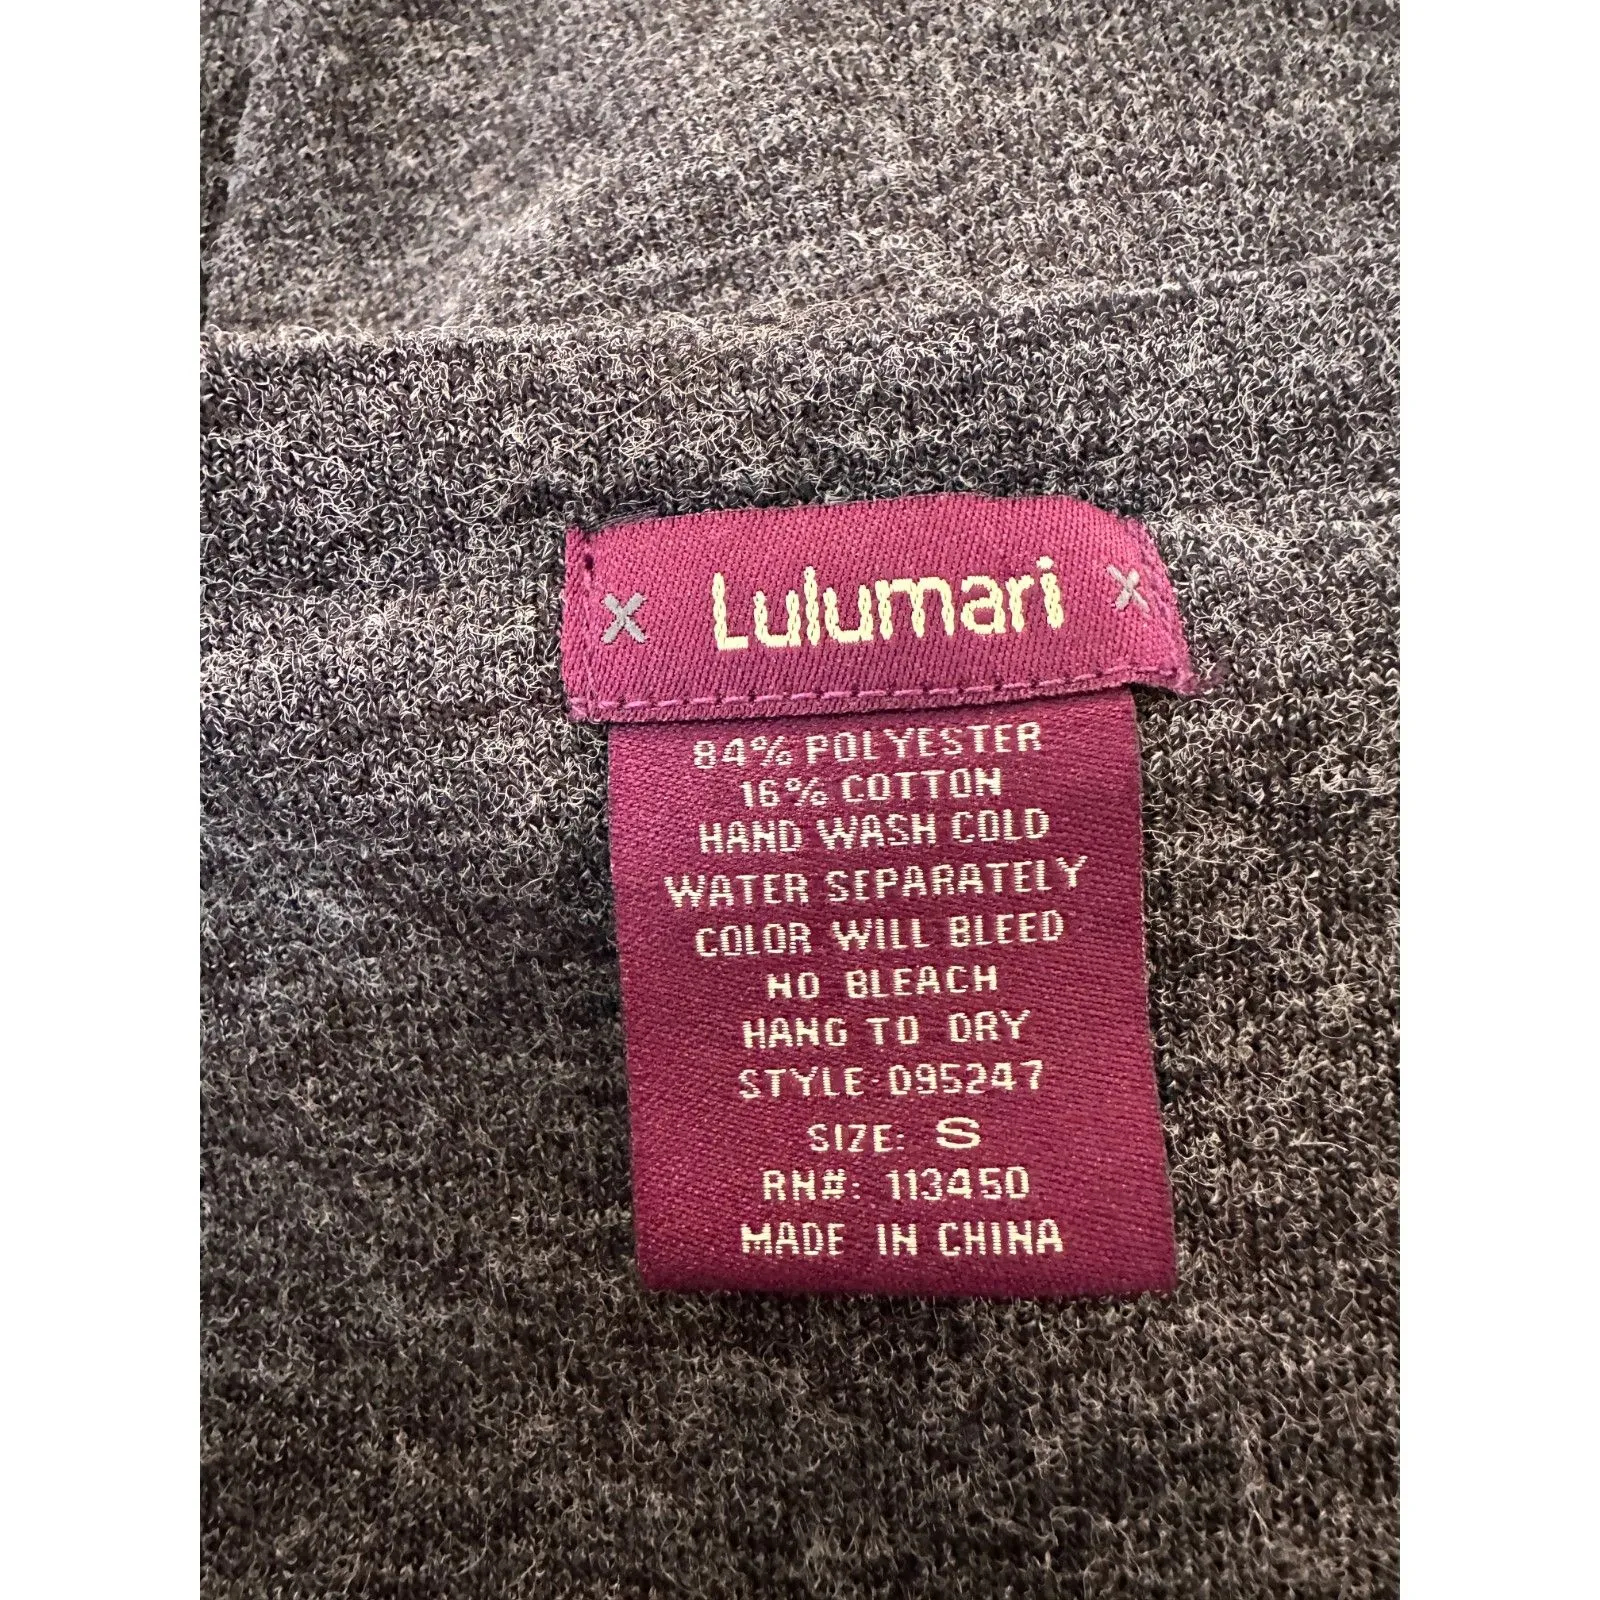 x Lulumari x
84% POLYESTER
16% COTTON
HAND WASH COLD
WATER SEPARATELY
COLOR WILL BLEED
NO BLEACH
HANG TO DRY
STYLE 095247
SIZE: S
RN#: 113450
MADE IN CHINA